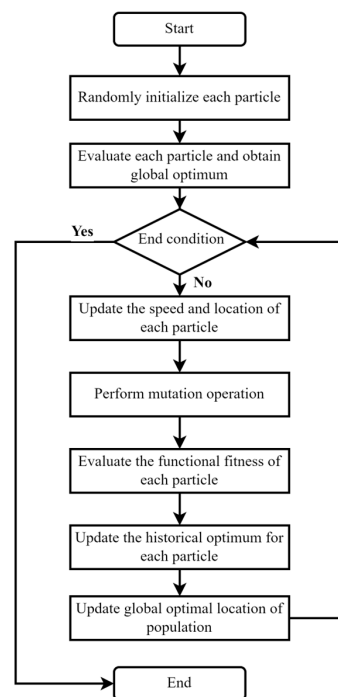 Start
Randomly initialize each particle
Evaluate each particle and obtain
global optimum
Yes
End condition
No
Update the speed and location of
each particle
Perform mutation operation
Evaluate the functional fitness of
each particle
Update the historical optimum for
each particle
Update global optimal location of
population
End